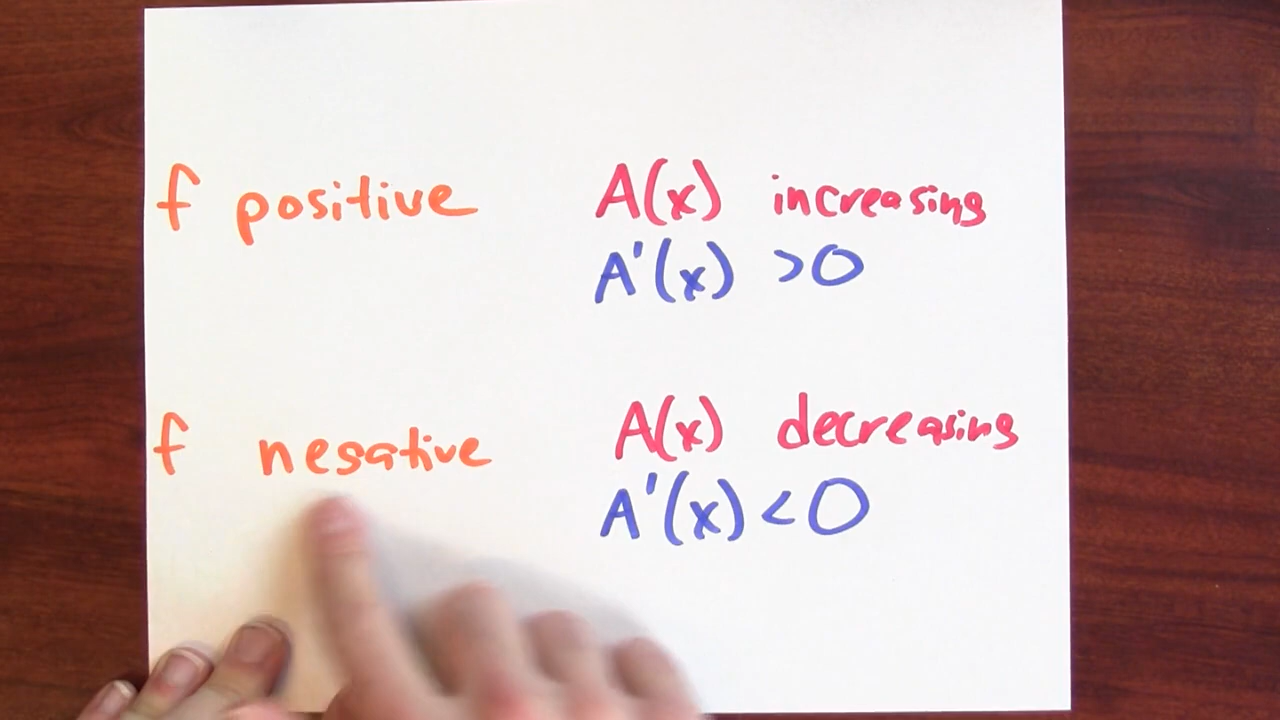 f positive A(x) increasing
A'(x) >0
f negative A(x) decreasing
A'(x) <0